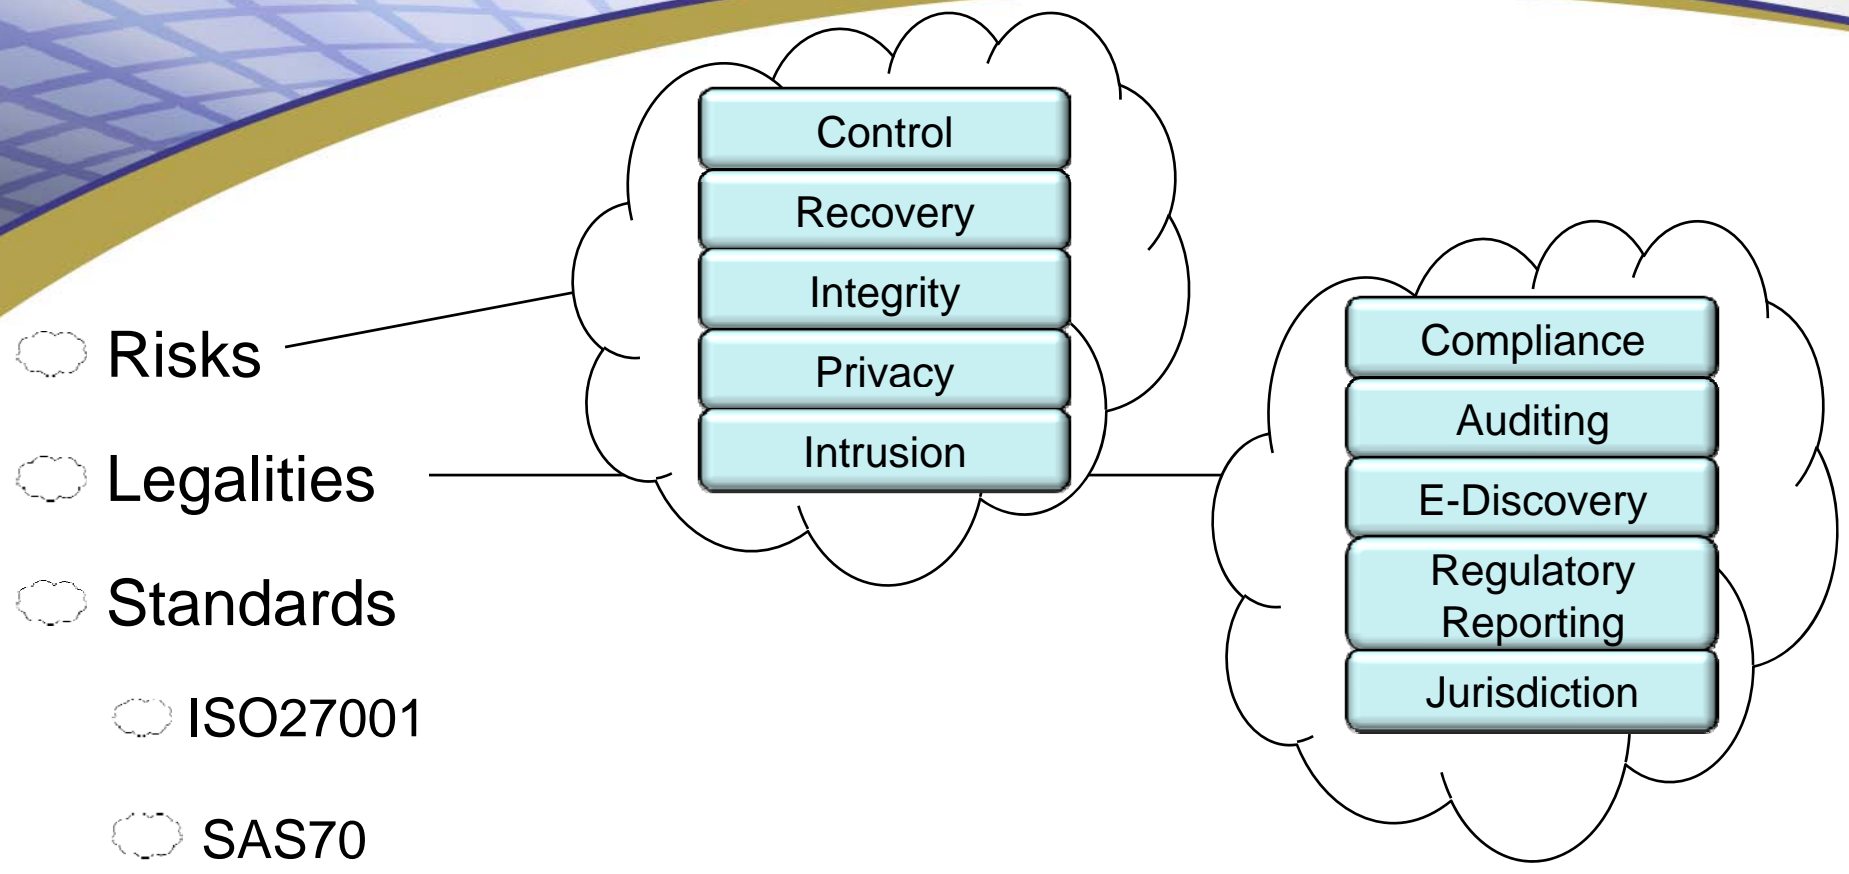 Control
Recovery
Integrity
Privacy
Intrusion
Compliance
Auditing
E-Discovery
Regulatory
Reporting
Jurisdiction
Risks
Legalities
Standards
ISO27001
SAS70